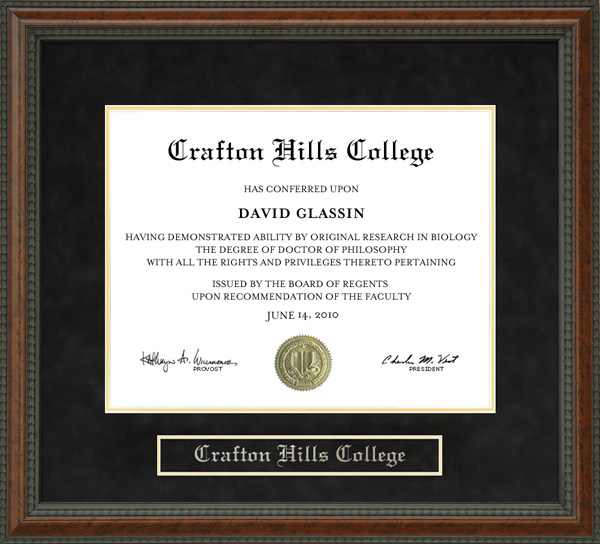 Crafton Hills College
HAS CONFERRED UPON
DAVID GLASSIN
HAVING DEMONSTRATED ABILITY BY ORIGINAL RESEARCH IN BIOLOGY
THE DEGREE OF DOCTOR OF PHILOSOPHY
WITH ALL THE RIGHTS AND PRIVILEGES THERETO PERTAINING
ISSUED BY THE BOARD OF REGENTS
UPON RECOMMENDATION OF THE FACULTY
JUNE 14, 2010
PROVOST
PRESIDENT
Crafton Hills College